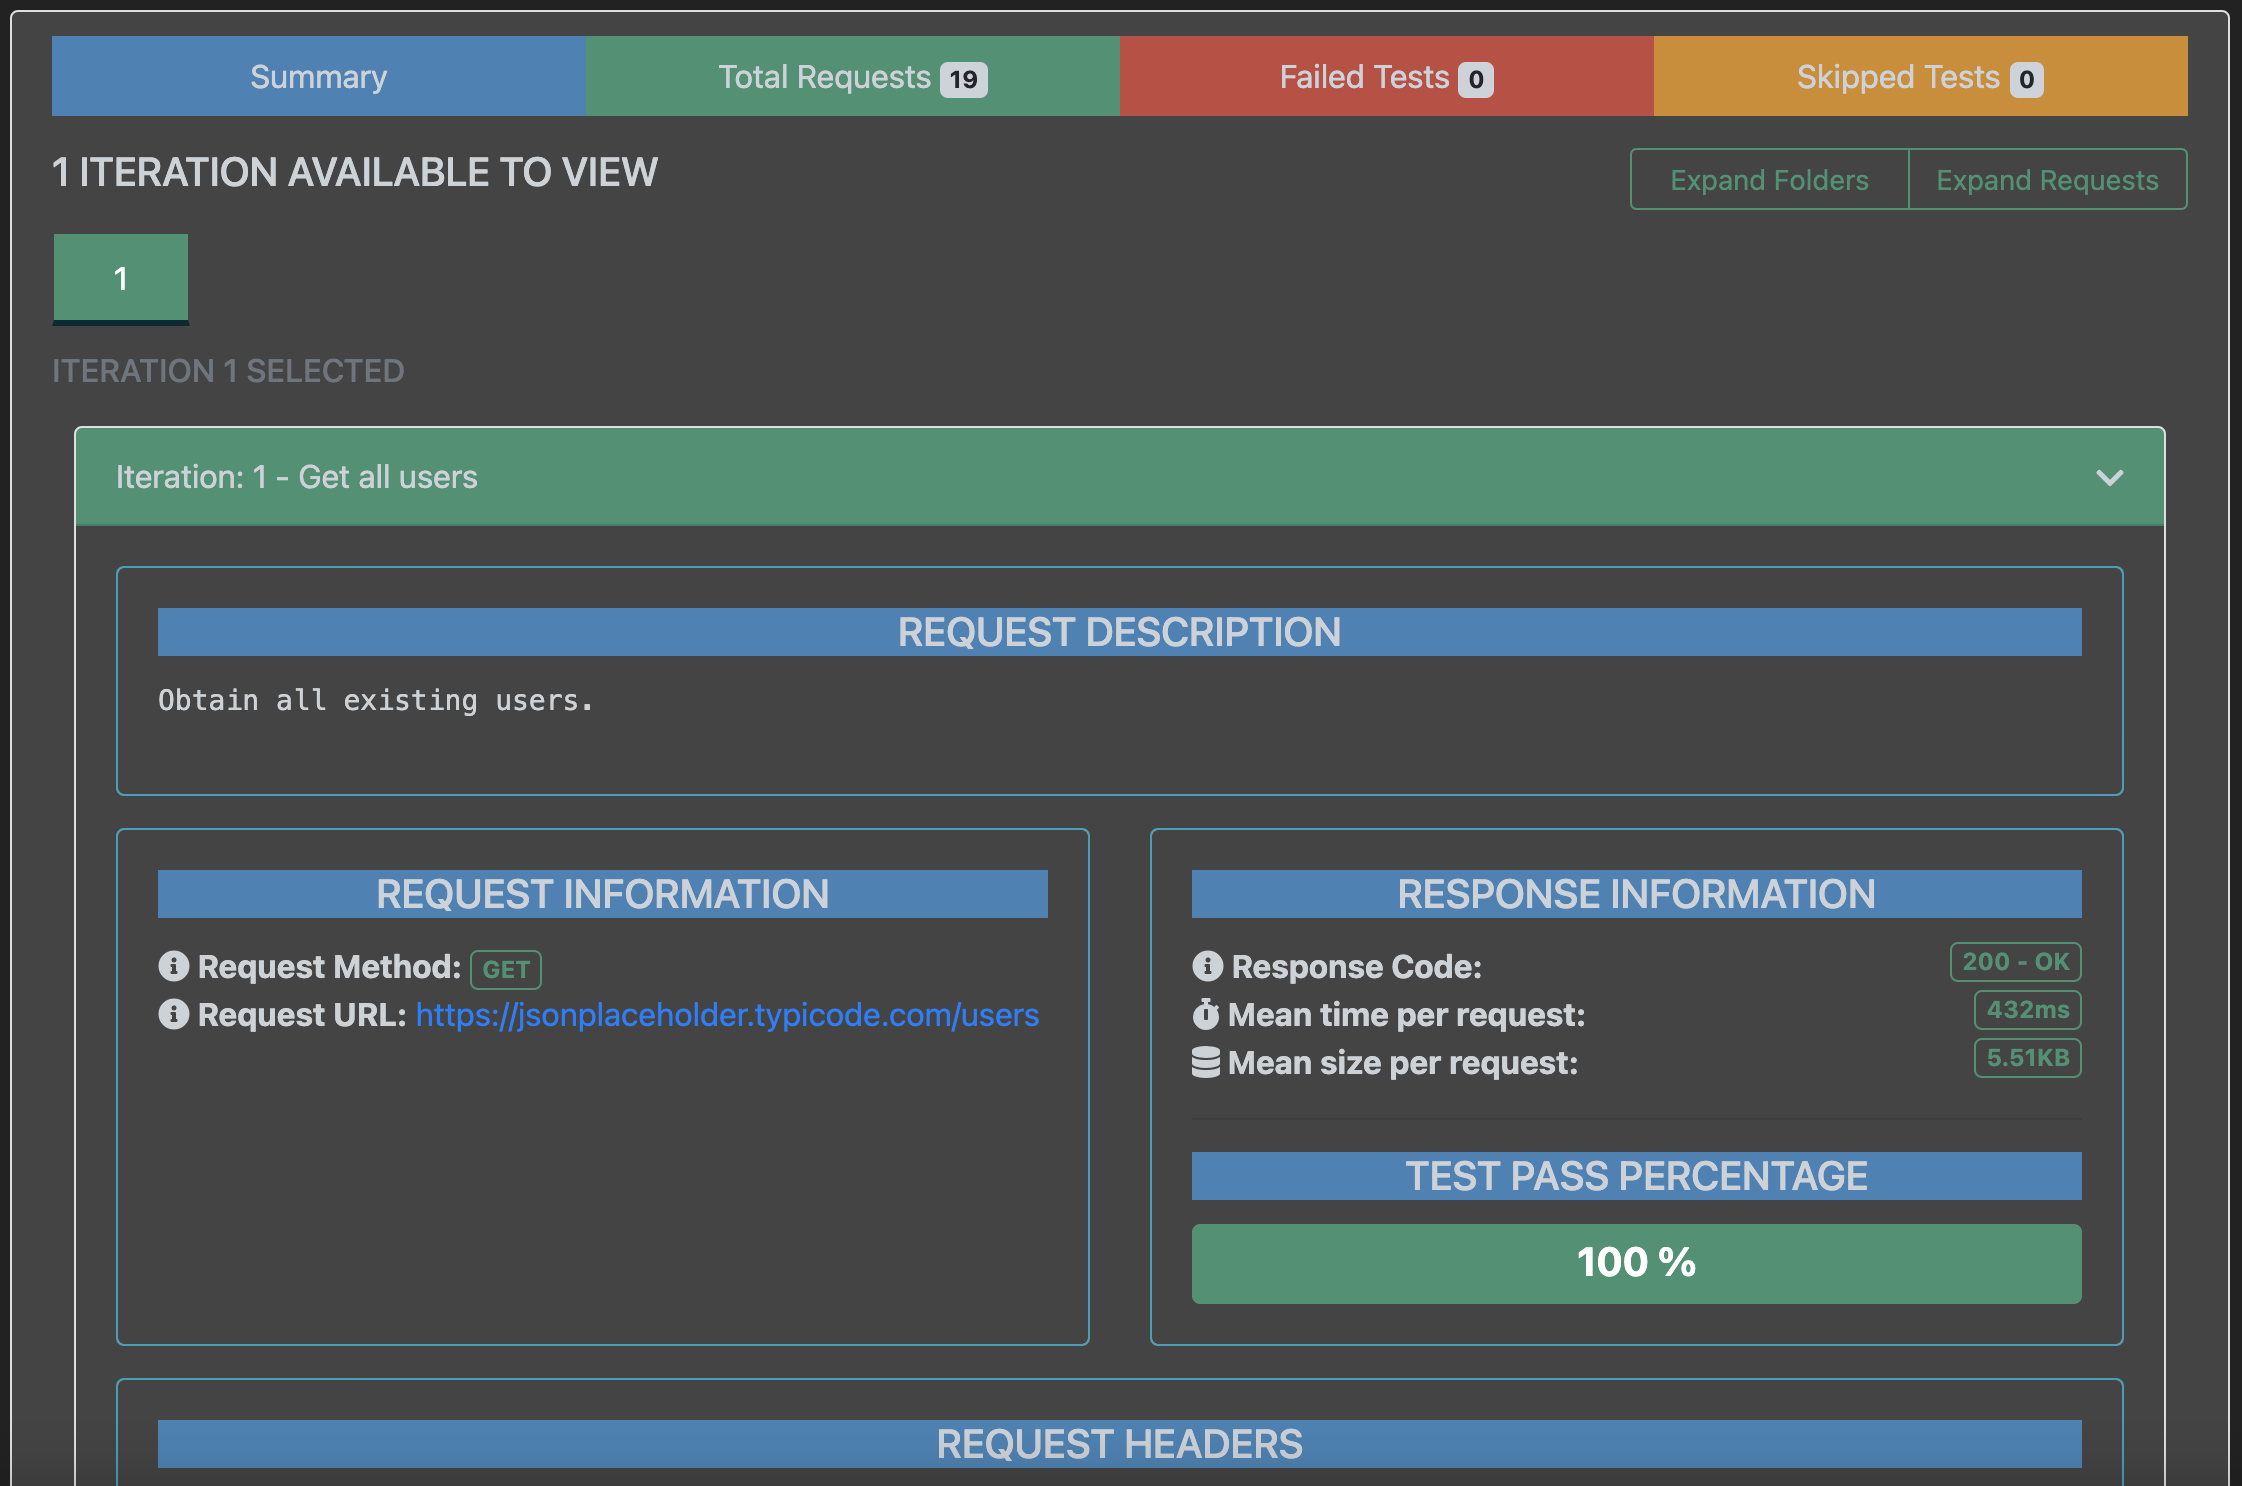 Summary
Total Requests 19
Failed Tests 0
Skipped Tests 0
1 ITERATION AVAILABLE TO VIEW
Expand Folders
Expand Requests
1
ITERATION 1 SELECTED
Iteration: 1 - Get all users
REQUEST DESCRIPTION
Obtain all existing users.
REQUEST INFORMATION
Request Method: GET
Request URL: https://jsonplaceholder.typicode.com/users
RESPONSE INFORMATION
Response Code: 200 - OK
Mean time per request: 432ms
Mean size per request: 5.51KB
TEST PASS PERCENTAGE
100 %
REQUEST HEADERS